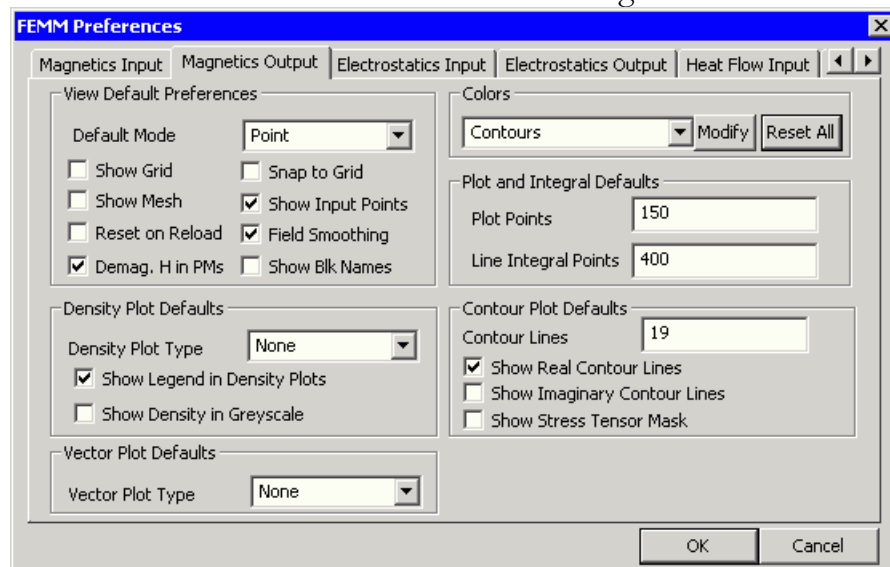 FEMM Preferences
Magnetics Input Magnetics Output Electrostatics Input Electrostatics Output Heat Flow Input
View Default Preferences
Default Mode Point
Show Grid Snap to Grid
Show Mesh Show Input Points
Reset on Reload Field Smoothing
Demag. H in PMs Show Blk Names
Colors
Contours Modify Reset All
Plot and Integral Defaults
Plot Points 150
Line Integral Points 400
Density Plot Defaults
Density Plot Type None
Show Legend in Density Plots
Show Density in Greyscale
Contour Plot Defaults
Contour Lines 19
Show Real Contour Lines
Show Imaginary Contour Lines
Show Stress Tensor Mask
Vector Plot Defaults
Vector Plot Type None
OK Cancel